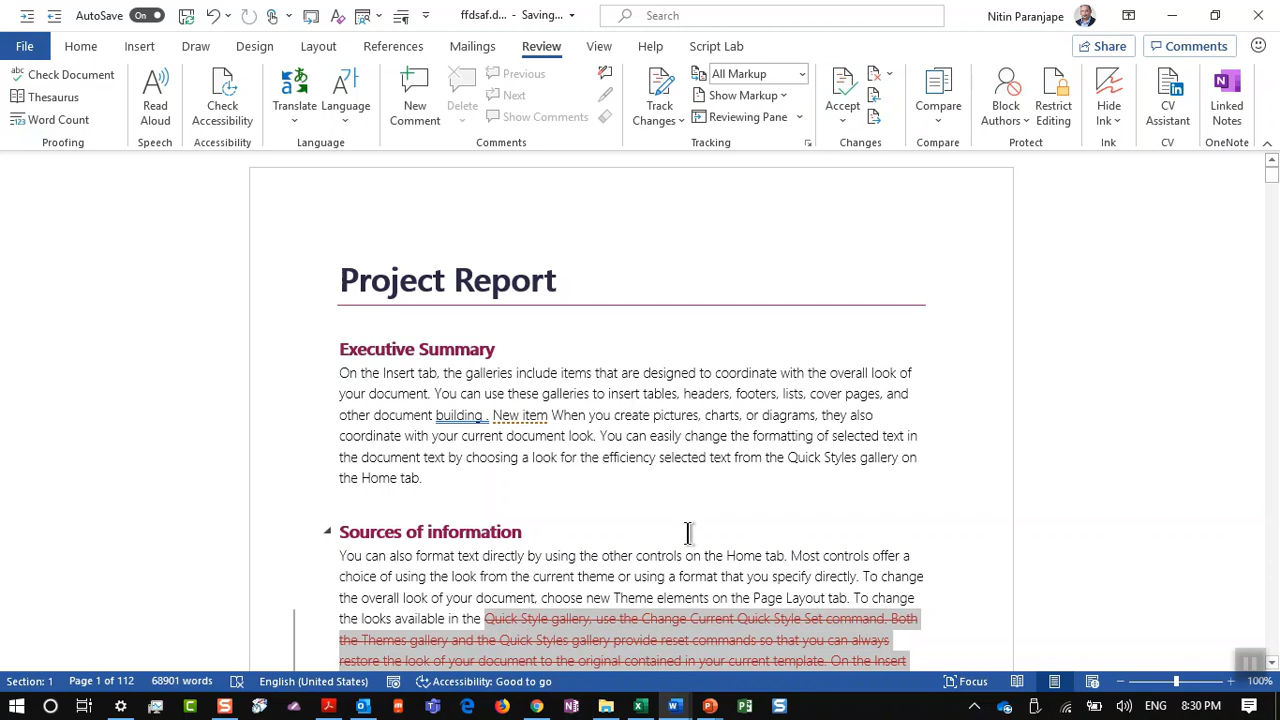 AutoSave On ffdsaf.d... - Saving... Search Nitin Paranjape
File Home Insert Draw Design Layout References Mailings Review View Help Script Lab Share Comments
Check Document
Thesaurus
Word Count
Proofing
Read Aloud
Speech
Check Accessibility
Accessibility
Translate Language
Language
New Comment
Delete
Previous
Next
Show Comments
Comments
Track Changes
All Markup
Show Markup
Reviewing Pane
Tracking
Accept
Changes
Compare
Compare
Block Authors
Restrict Editing
Protect
Hide Ink
Ink
CV Assistant
CV
Linked Notes
OneNote
Project Report
Executive Summary
On the Insert tab, the galleries include items that are designed to coordinate with the overall look of
your document. You can use these galleries to insert tables, headers, footers, lists, cover pages, and
other document building . New item When you create pictures, charts, or diagrams, they also
coordinate with your current document look. You can easily change the formatting of selected text in
the document text by choosing a look for the efficiency selected text from the Quick Styles gallery on
the Home tab.
Sources of information
You can also format text directly by using the other controls on the Home tab. Most controls offer a
choice of using the look from the current theme or using a format that you specify directly. To change
the overall look of your document, choose new Theme elements on the Page Layout tab. To change
the looks available in the Quick Style gallery, use the Change Current Quick Style Set command. Both
the Themes gallery and the Quick Styles gallery provide reset commands so that you can always
restore the look of your document to the original contained in your current template. On the Insert
Section: 1 Page 1 of 112 68901 words English (United States) Accessibility: Good to go Focus 100%
ENG 8:30 PM